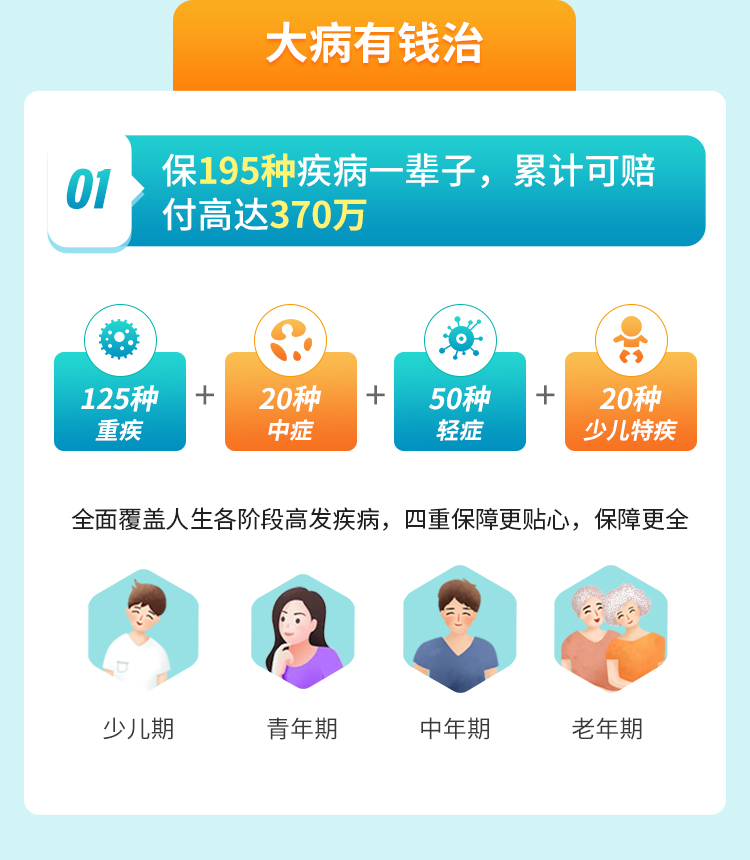 大病有钱治
01
保195种疾病一辈子，累计可赔
付高达370万
125种
重疾
+
20种
中症
+
50种
轻症
+
20种
少儿特疾
全面覆盖人生各阶段高发疾病，四重保障更贴心，保障更全
少儿期
青年期
中年期
老年期